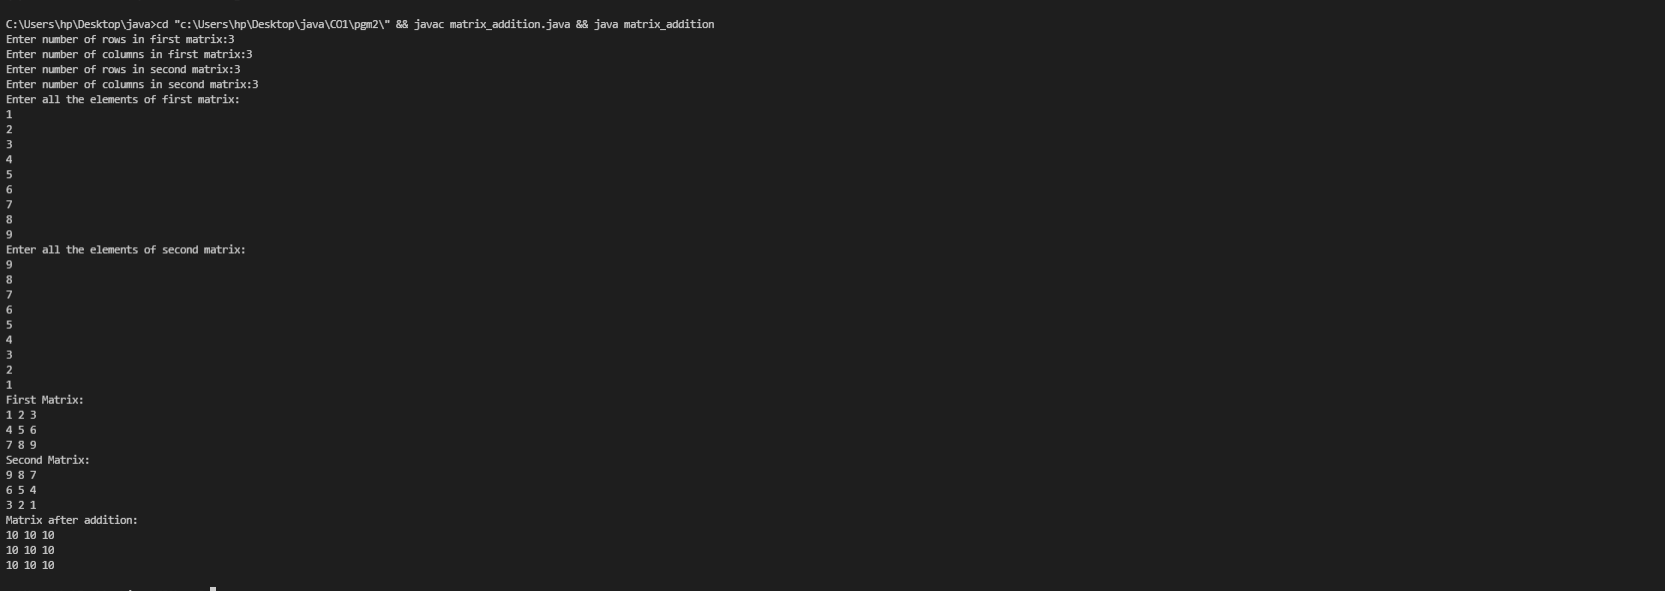 C:\Users\hp\Desktop\java>cd "c:\Users\hp\Desktop\java\CO1\pgm2\" && javac matrix_addition.java && java matrix_addition
Enter number of rows in first matrix:3
Enter number of columns in first matrix:3
Enter number of rows in second matrix:3
Enter number of columns in second matrix:3
Enter all the elements of first matrix:
1
2
3
4
5
6
7
8
9
Enter all the elements of second matrix:
9
8
7
6
5
4
3
2
1
First Matrix:
1 2 3
4 5 6
7 8 9
Second Matrix:
9 8 7
6 5 4
3 2 1
Matrix after addition:
10 10 10
10 10 10
10 10 10